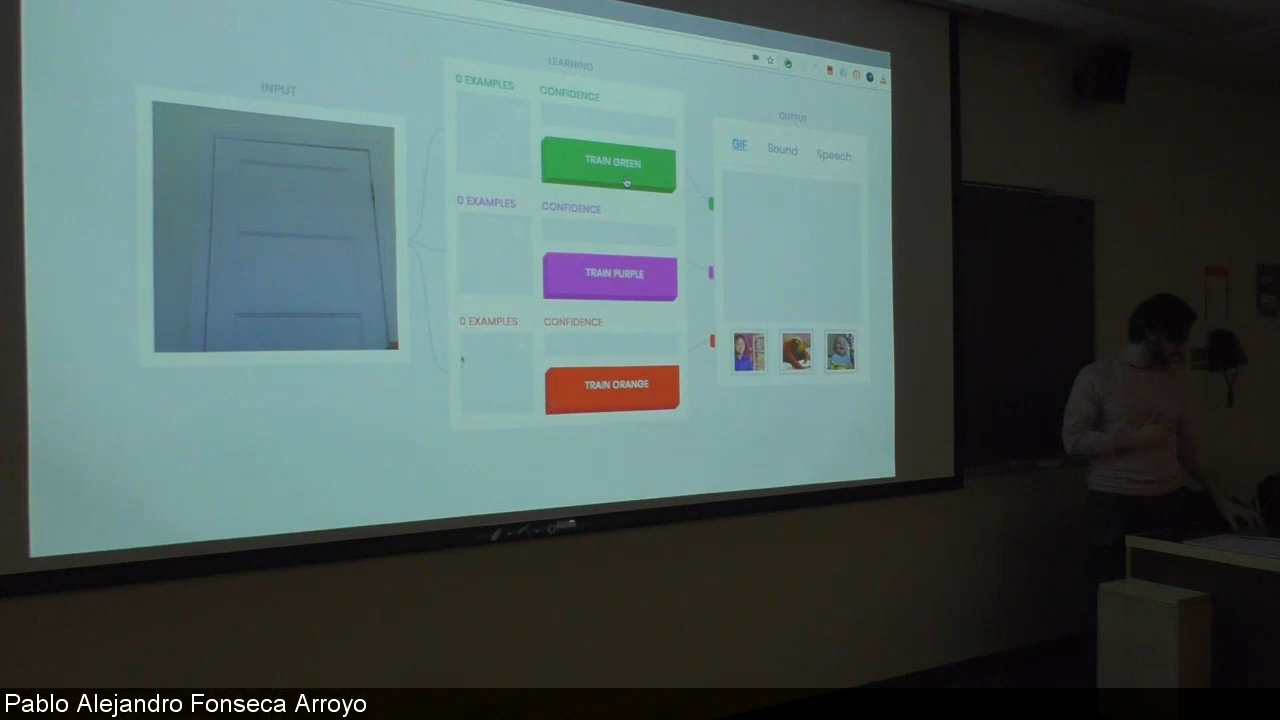 INPUT
LEARNING
0 EXAMPLES
CONFIDENCE
TRAIN GREEN
0 EXAMPLES
CONFIDENCE
TRAIN PURPLE
0 EXAMPLES
CONFIDENCE
TRAIN ORANGE
OUTPUT
GIF Sound Speech
Pablo Alejandro Fonseca Arroyo